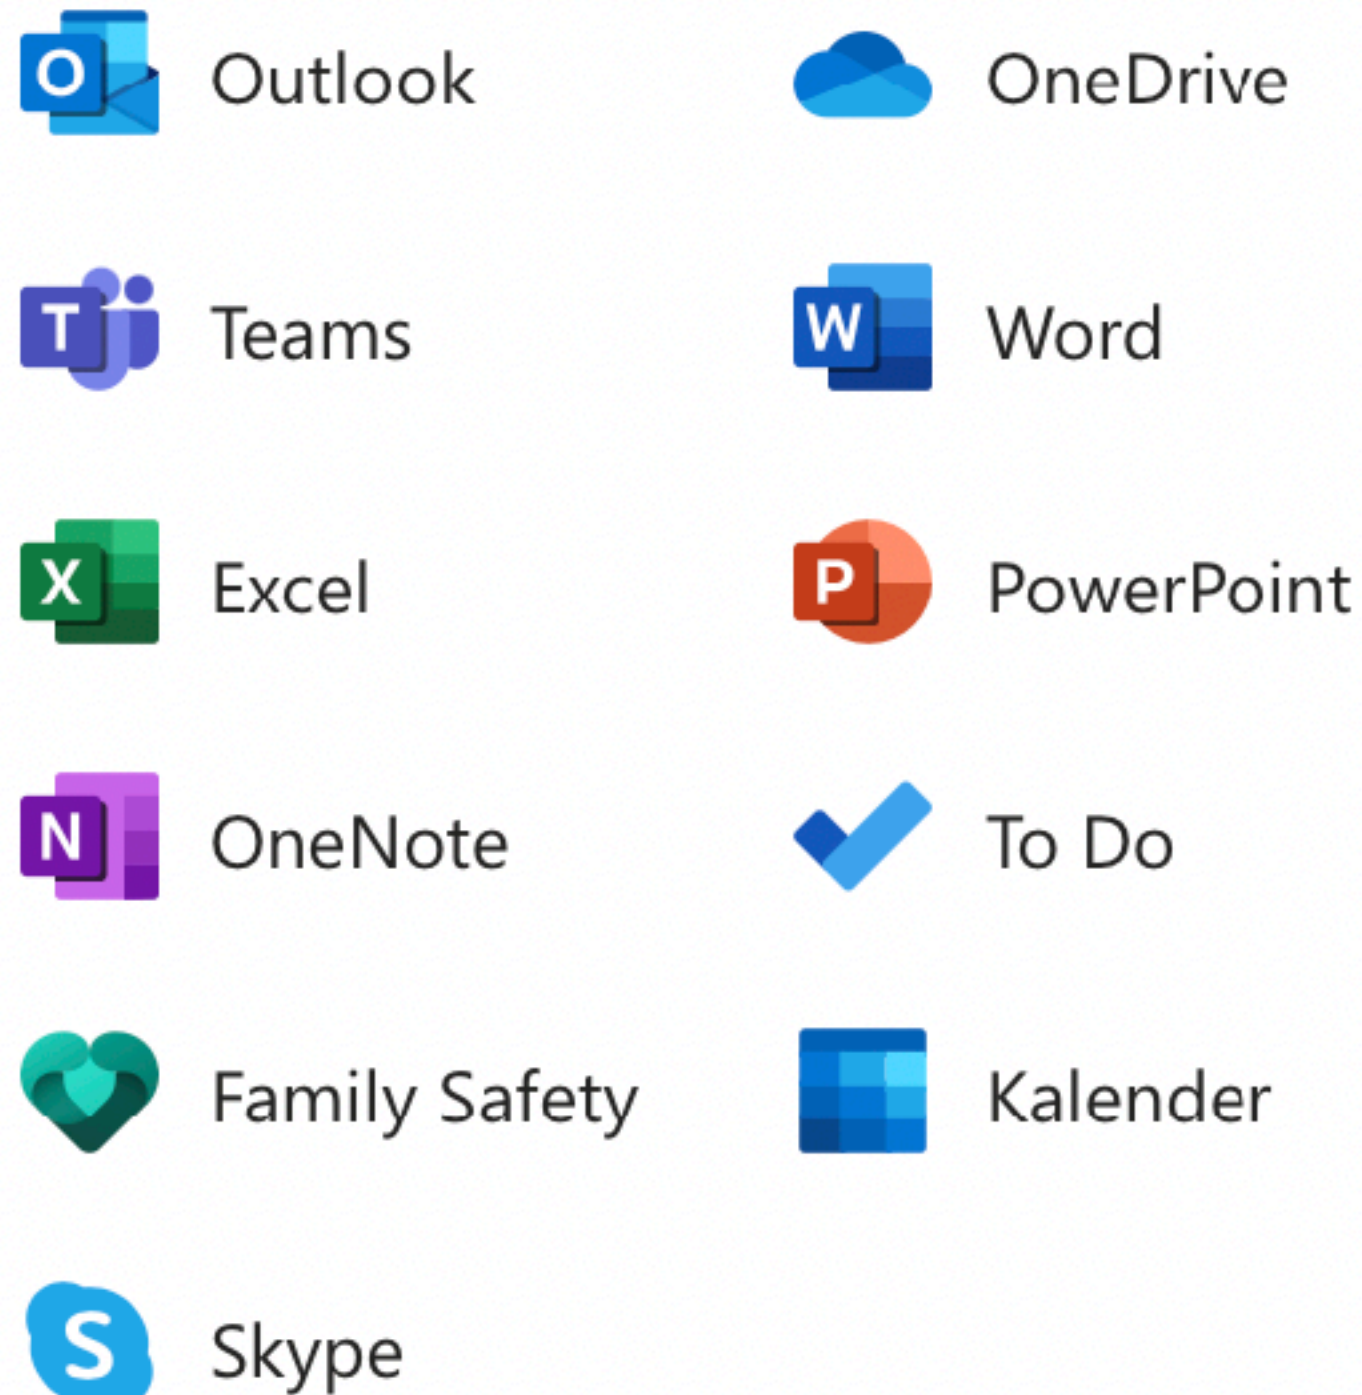 O Outlook
OneDrive
T Teams
W Word
X Excel
P PowerPoint
N OneNote
To Do
Family Safety
Kalender
S Skype